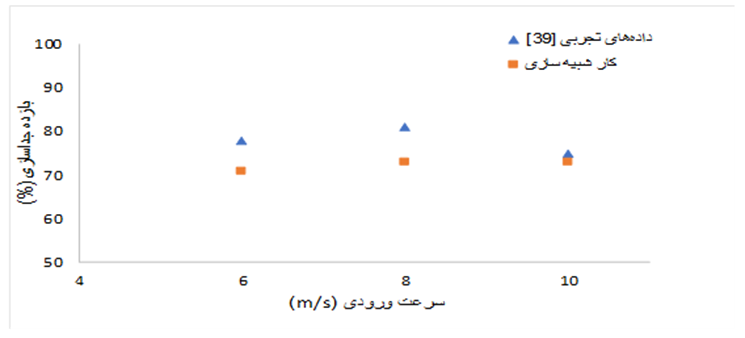 داده‌های تجربی [39]
کار شبیه سازی
بازده جداسازی(%)
100
90
80
70
60
50
4
6
8
10
سرعت ورودی (m/s)